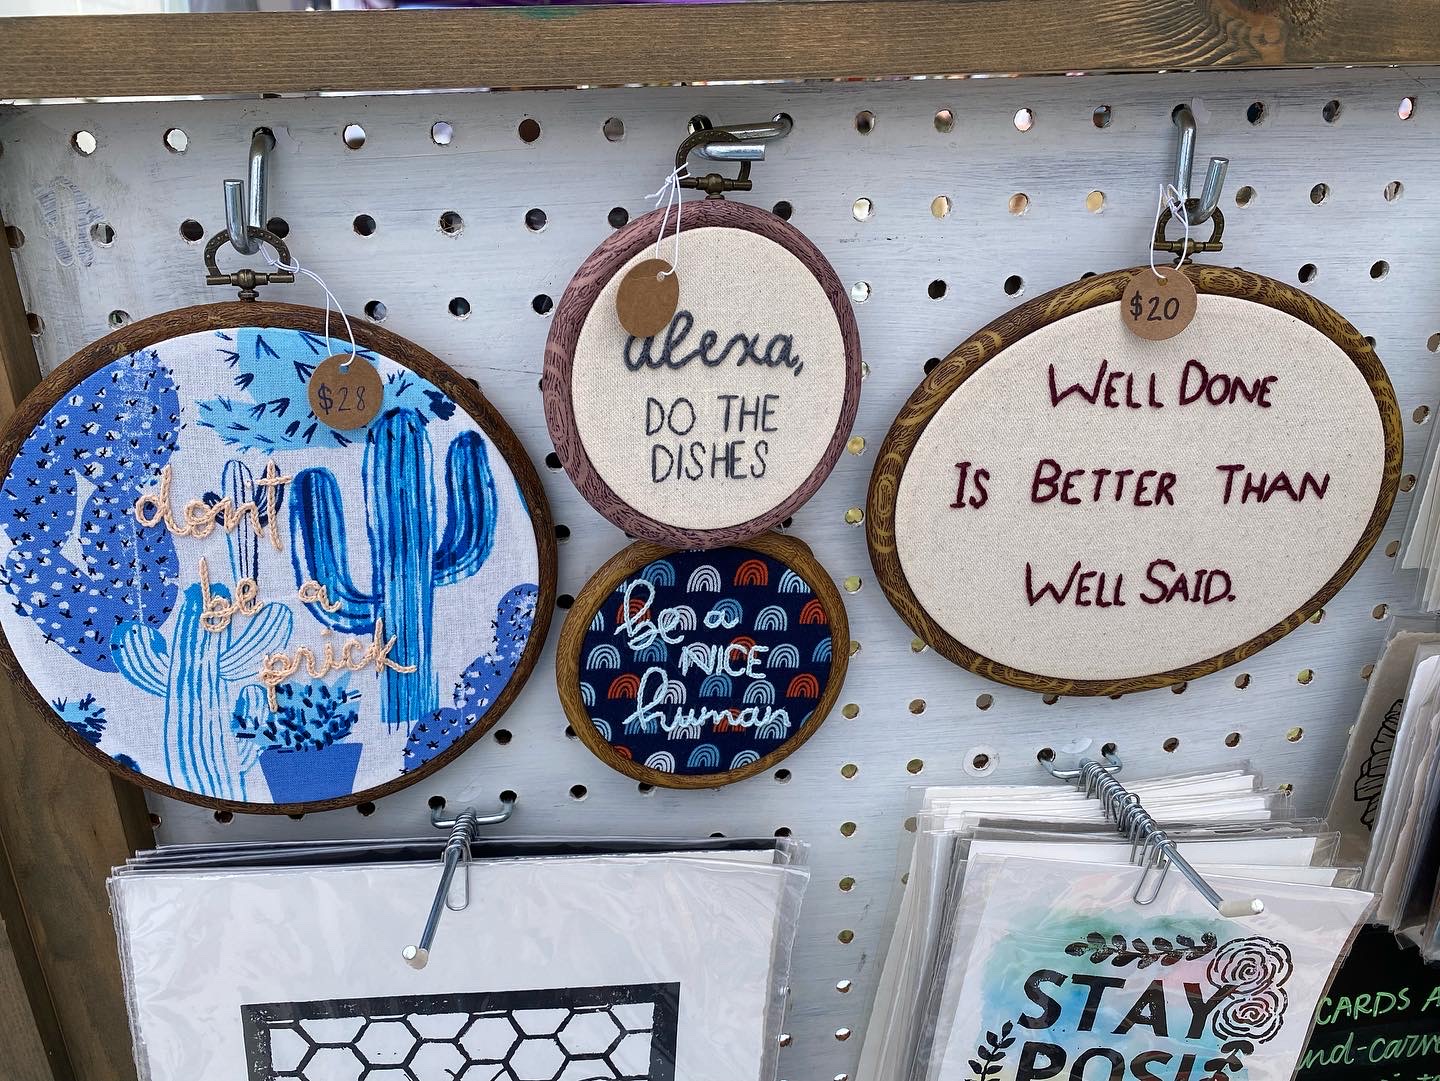 $28
don't
be a
prick
alexa,
DO THE
DISHES
be a
NICE
human
$20
WELL DONE
IS BETTER THAN
WELL SAID.
STAY
CARDS